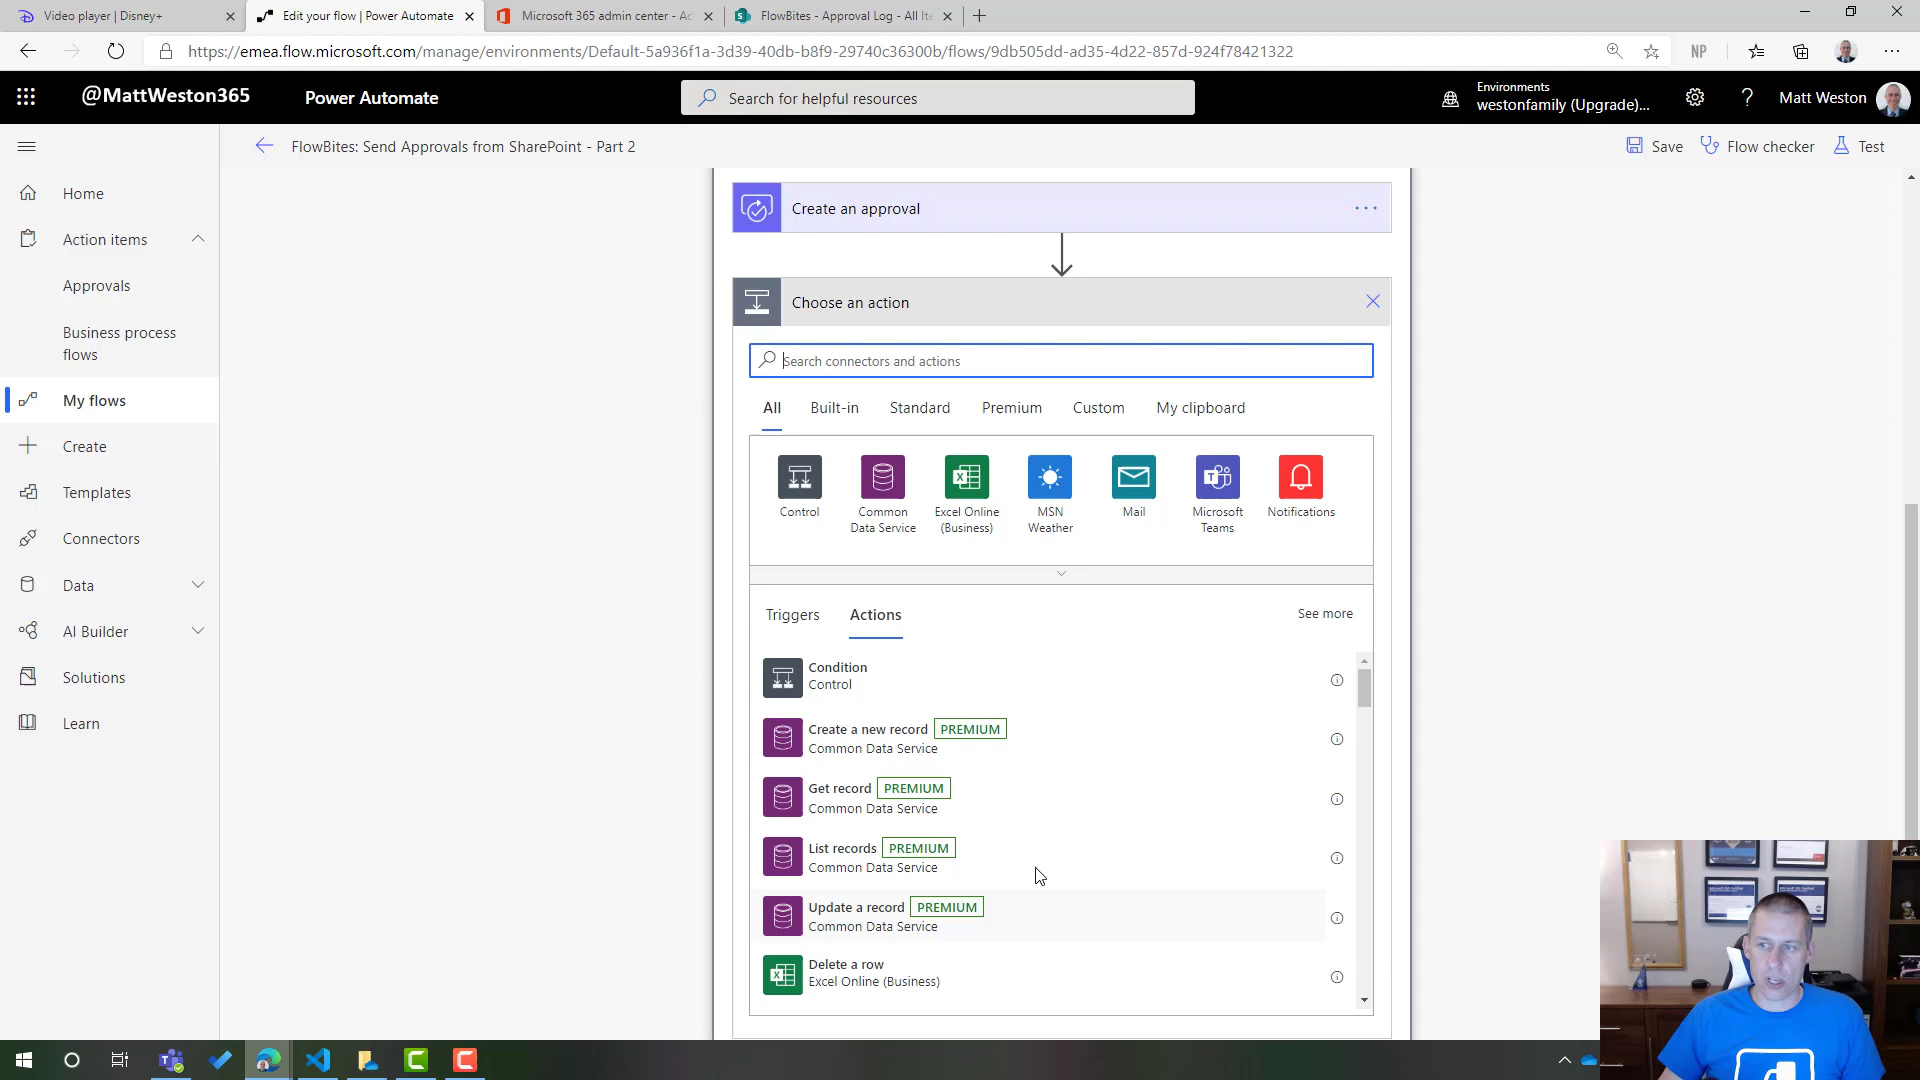 Video player | Disney+
Edit your flow | Power Automate
Microsoft 365 admin center - Ac
FlowBites - Approval Log - All Ite
https://emea.flow.microsoft.com/manage/environments/Default-5a936f1a-3d39-40db-b8f9-29740c36300b/flows/9db505dd-ad35-4d22-857d-924f78421322
NP
@MattWeston365
Power Automate
Search for helpful resources
Environments
westonfamily (Upgrade)...
Matt Weston
FlowBites: Send Approvals from SharePoint - Part 2
Save
Flow checker
Test
Home
Action items
Approvals
Business process
flows
My flows
Create
Templates
Connectors
Data
AI Builder
Solutions
Learn
Create an approval
Choose an action
Search connectors and actions
All
Built-in
Standard
Premium
Custom
My clipboard
Control
Common
Data Service
Excel Online
(Business)
MSN
Weather
Mail
Microsoft
Teams
Notifications
Triggers
Actions
See more
Condition
Control
Create a new record PREMIUM
Common Data Service
Get record PREMIUM
Common Data Service
List records PREMIUM
Common Data Service
Update a record PREMIUM
Common Data Service
Delete a row
Excel Online (Business)